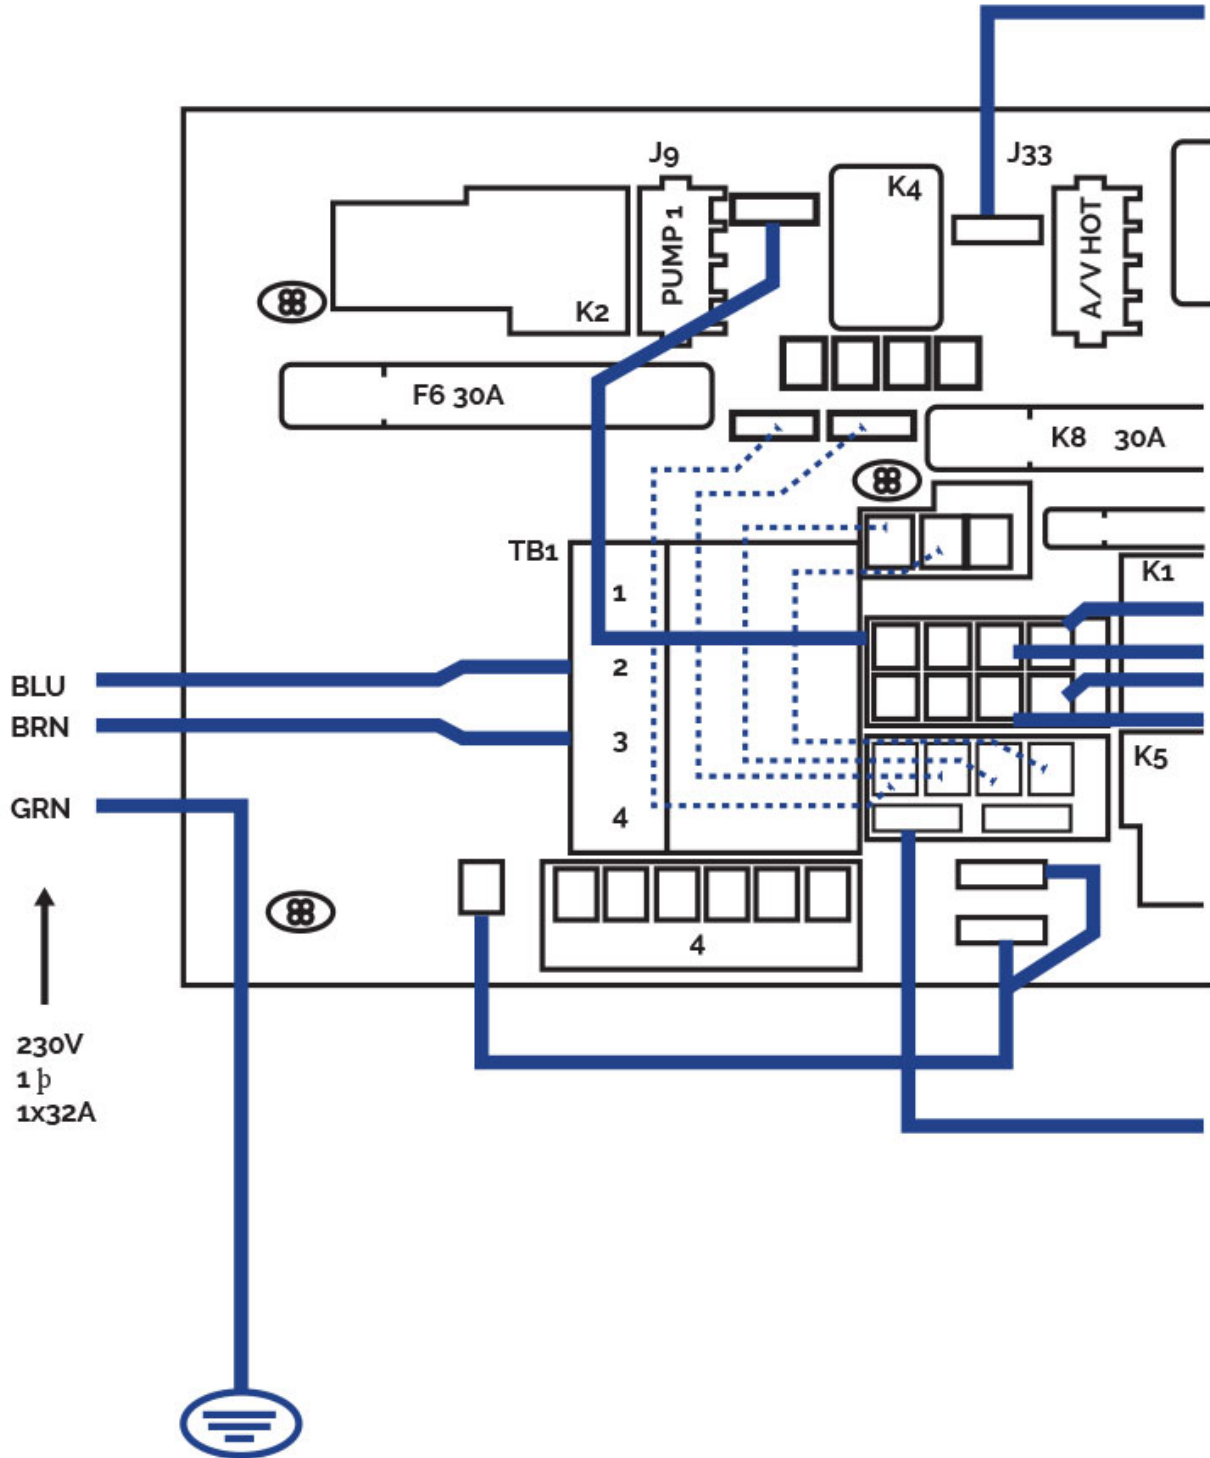 J9
J33
K4
PUMP 1
A/V HOT
K2
F6 30A
K8 30A
TB1
K1
1
BLU
2
BRN
3
K5
GRN
4
4
230V
1 þ
1x32A